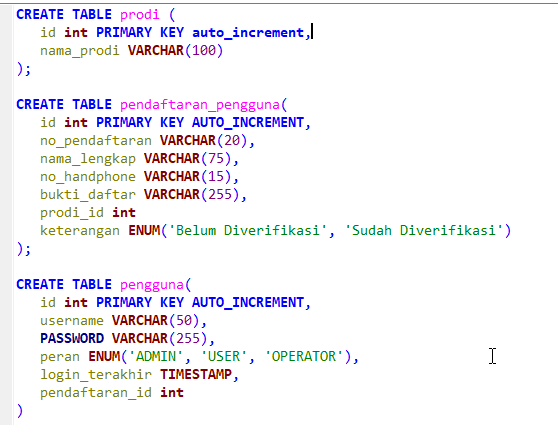 CREATE TABLE prodi (
id int PRIMARY KEY auto_increment,
nama_prodi VARCHAR(100)
);
CREATE TABLE pendaftaran_pengguna(
id int PRIMARY KEY AUTO_INCREMENT,
no_pendaftaran VARCHAR(20),
nama_lengkap VARCHAR(75),
no_handphone VARCHAR(15),
bukti_daftar VARCHAR(255),
prodi_id int
keterangan ENUM('Belum Diverifikasi', 'Sudah Diverifikasi')
);
CREATE TABLE pengguna(
id int PRIMARY KEY AUTO_INCREMENT,
username VARCHAR(50),
PASSWORD VARCHAR(255),
peran ENUM('ADMIN', 'USER', 'OPERATOR'),
login_terakhir TIMESTAMP,
pendaftaran_id int
)